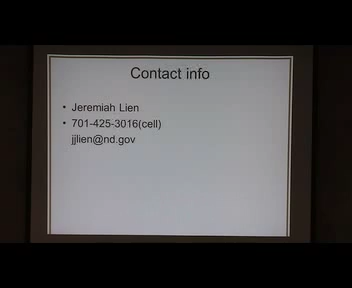 Contact info
• Jeremiah Lien
• 701-425-3016(cell)
jjlien@nd.gov